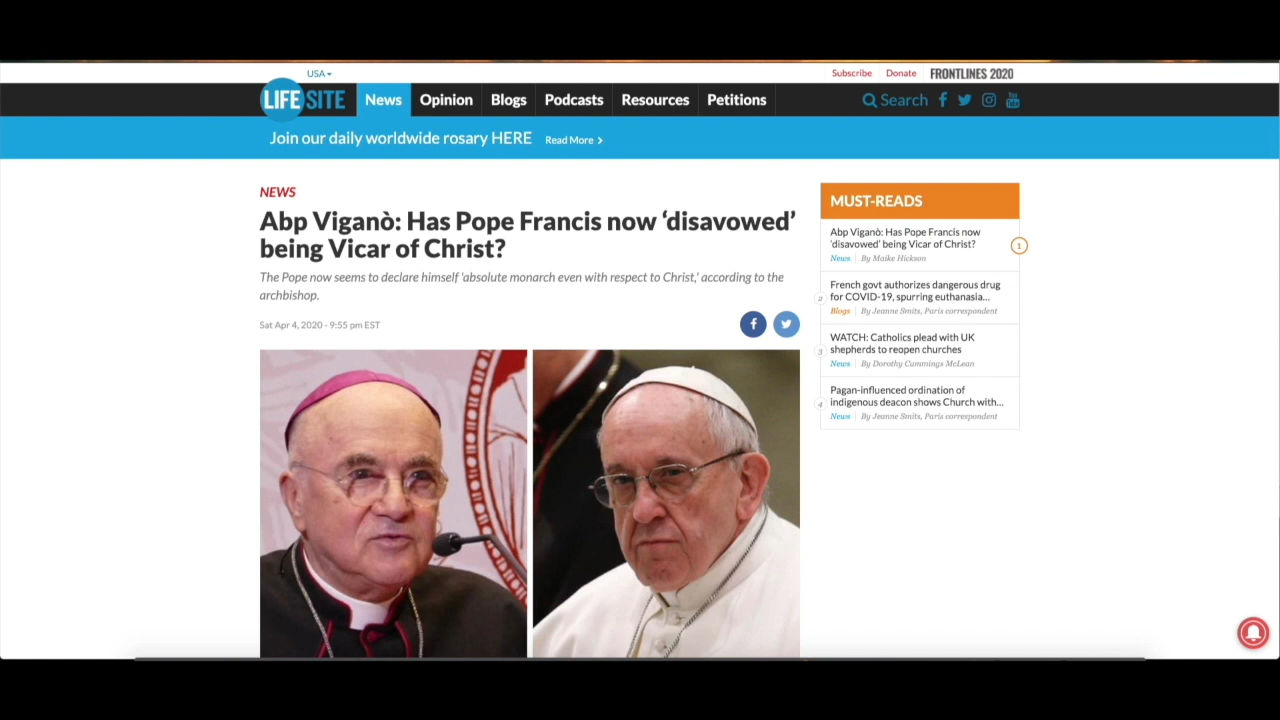 USA
Subscribe Donate FRONTLINES 2020
LIFE SITE News Opinion Blogs Podcasts Resources Petitions Search
Join our daily worldwide rosary HERE Read More
NEWS
Abp Viganò: Has Pope Francis now ‘disavowed’
being Vicar of Christ?
The Pope now seems to declare himself 'absolute monarch even with respect to Christ,' according to the
archbishop.
Sat Apr 4, 2020 - 9:55 pm EST
MUST-READS
Abp Viganò: Has Pope Francis now
‘disavowed’ being Vicar of Christ?
1
News | By Maike Hickson
French govt authorizes dangerous drug
2
for COVID-19, spurring euthanasia...
Blogs | By Jeanne Smits, Paris correspondent
WATCH: Catholics plead with UK
3
shepherds to reopen churches
News | By Dorothy Cummings McLean
Pagan-influenced ordination of
4
indigenous deacon shows Church with...
News | By Jeanne Smits, Paris correspondent